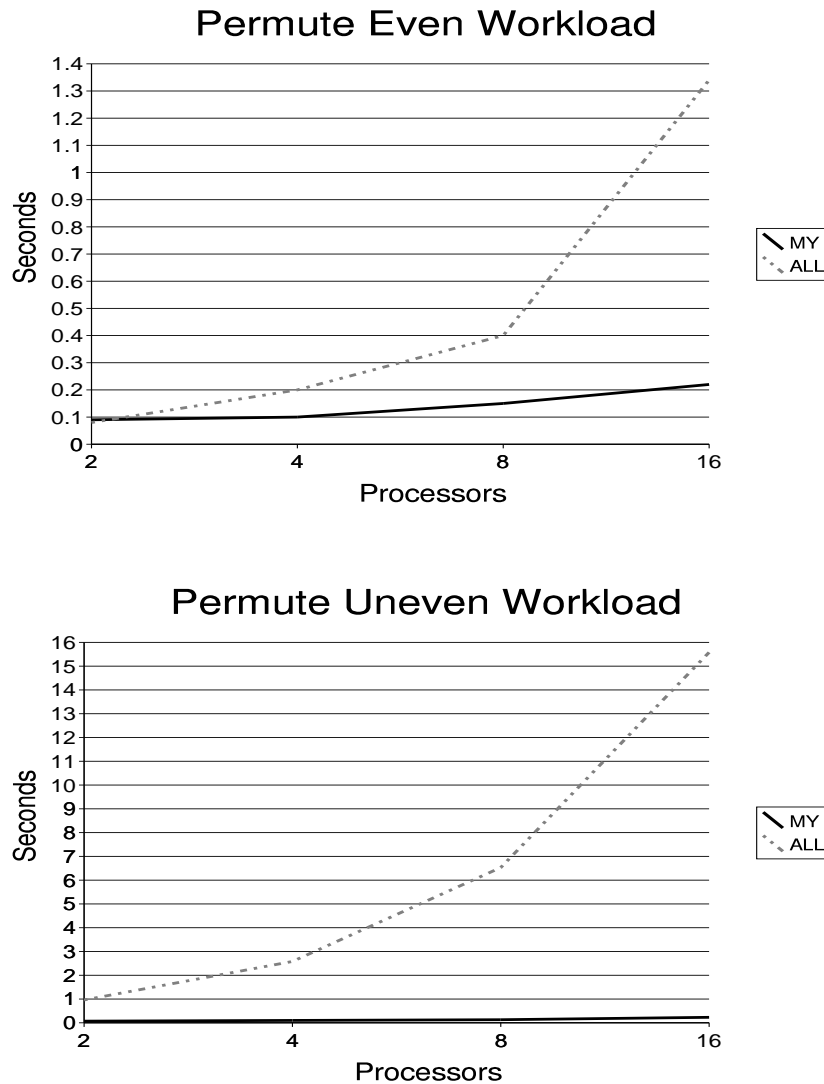 Permute Even Workload
1.4
1.3
1.2
1.1
1
0.9
0.8
0.7
0.6
0.5
0.4
0.3
0.2
0.1
0
Seconds
2 4 8 16
Processors
MY
ALL
Permute Uneven Workload
16
15
14
13
12
11
10
9
8
7
6
5
4
3
2
1
0
Seconds
2 4 8 16
Processors
MY
ALL